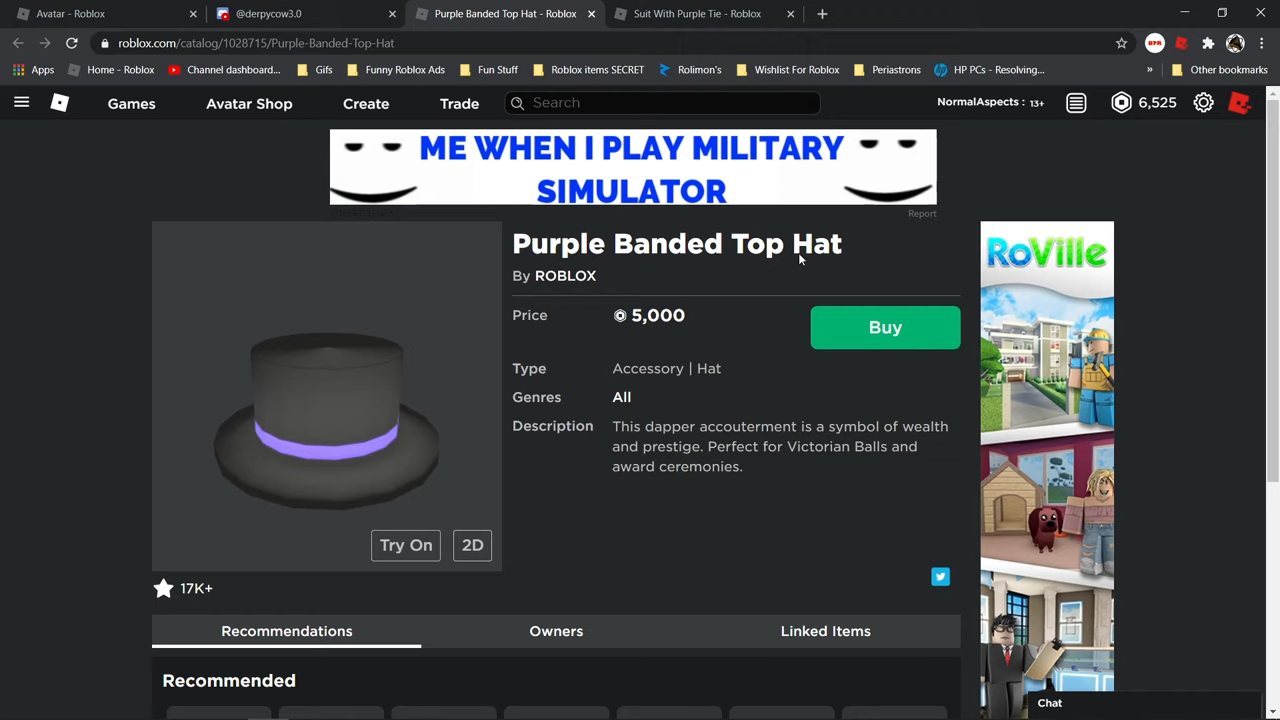 Avatar - Roblox
@derpycow3.0
Purple Banded Top Hat - Roblox
Suit With Purple Tie - Roblox
roblox.com/catalog/1028715/Purple-Banded-Top-Hat
BPR
Apps
Home - Roblox
Channel dashboard...
Gifs
Funny Roblox Ads
Fun Stuff
Roblox items SECRET
Rolimon's
Wishlist For Roblox
Periastrons
HP PCs - Resolving...
»
Other bookmarks
Games
Avatar Shop
Create
Trade
Search
NormalAspects : 13+
6,525
ME WHEN I PLAY MILITARY
SIMULATOR
Report
Purple Banded Top Hat
By ROBLOX
Price
5,000
Buy
Type
Accessory | Hat
Genres
All
Description
This dapper accouterment is a symbol of wealth
and prestige. Perfect for Victorian Balls and
award ceremonies.
Try On
2D
17K+
RoVille
Recommendations
Owners
Linked Items
Recommended
Chat